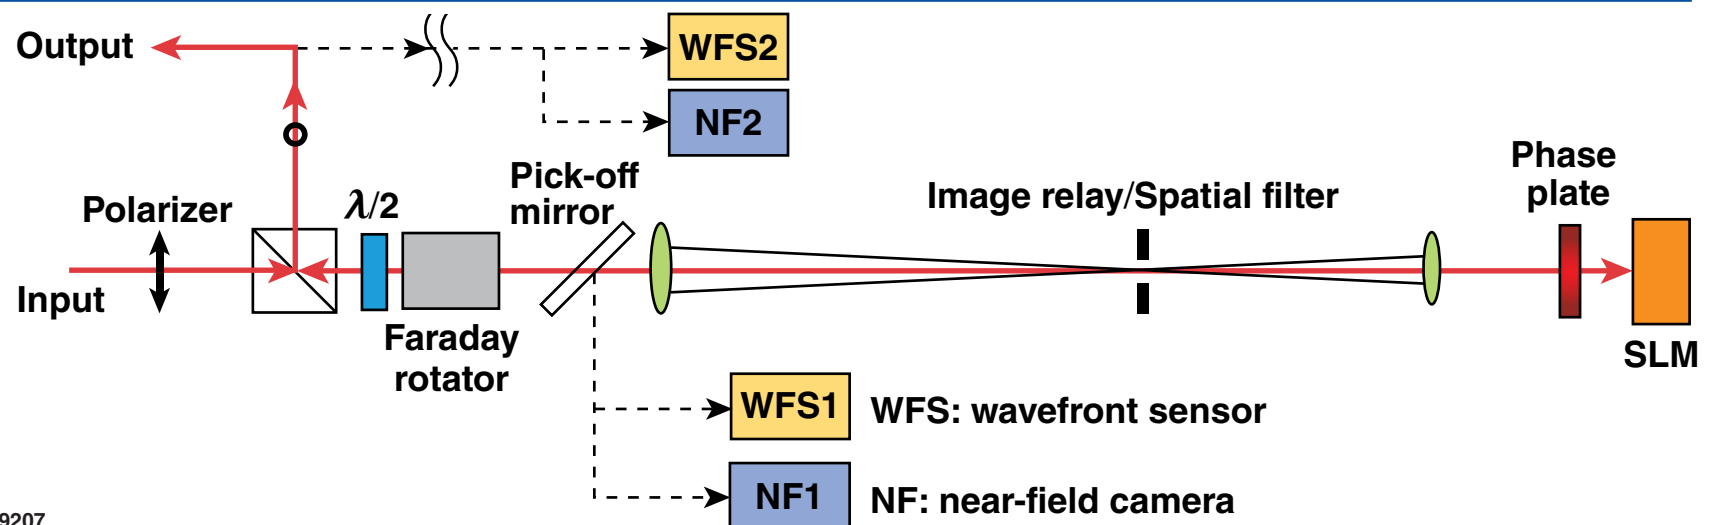 Output
WFS2
NF2
Pick-off
mirror
Phase
plate
Polarizer
λ/2
Image relay/Spatial filter
Input
Faraday
rotator
SLM
WFS1
WFS: wavefront sensor
NF1
NF: near-field camera
9207